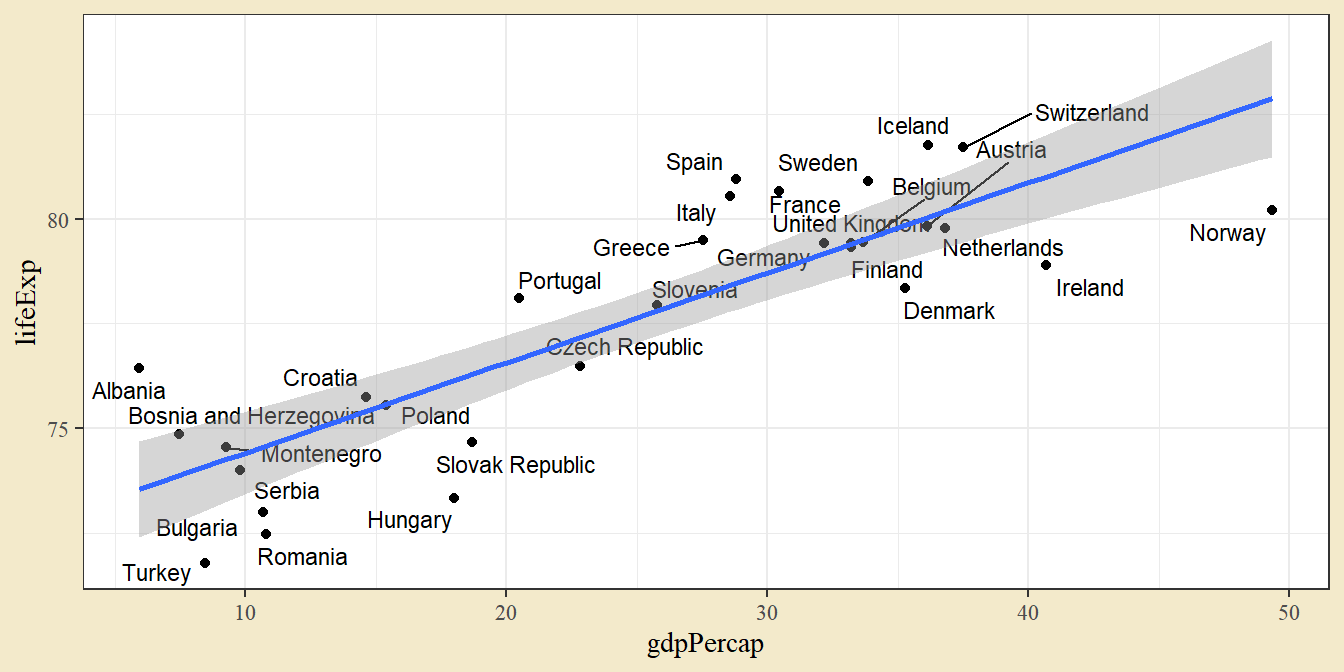 Switzerland
Iceland
Austria
Spain
Sweden
Belgium
Italy
France
United Kingdom
Norway
Greece
Germany
Netherlands
Finland
Portugal
Slovenia
Ireland
Denmark
Czech Republic
Croatia
Albania
Bosnia and Herzegovina
Poland
Montenegro
Slovak Republic
Serbia
Hungary
Bulgaria
Romania
Turkey
80
75
lifeExp
10 20 30 40 50
gdpPercap